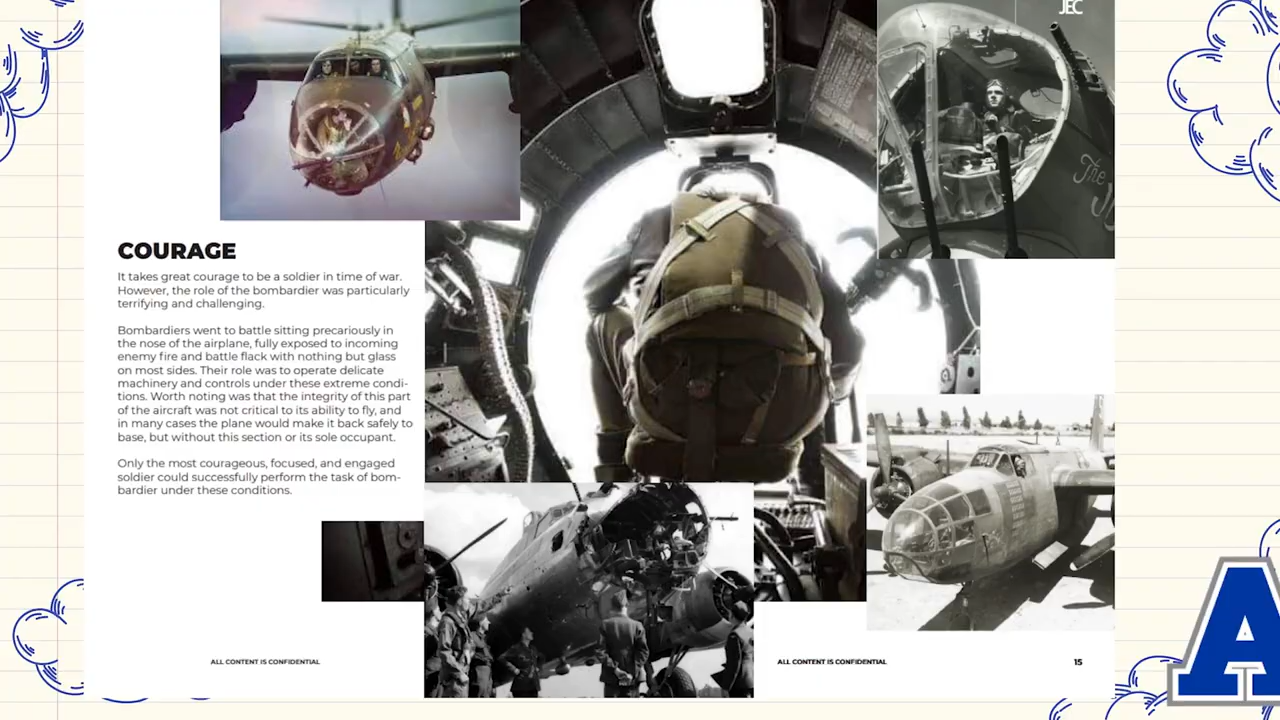 JEC
The
COURAGE
It takes great courage to be a soldier in time of war.
However, the role of the bombardier was particularly
terrifying and challenging.
Bombardiers went to battle sitting precariously in
the nose of the airplane, fully exposed to incoming
enemy fire and battle flack with nothing but glass
on most sides. Their role was to operate delicate
machinery and controls under these extreme condi-
tions. Worth noting was that the integrity of this part
of the aircraft was not critical to its ability to fly, and
in many cases the plane would make it back safely to
base, but without this section or its sole occupant.
Only the most courageous, focused, and engaged
soldier could successfully perform the task of bom-
bardier under these conditions.
ALL CONTENT IS CONFIDENTIAL
ALL CONTENT IS CONFIDENTIAL
15
A